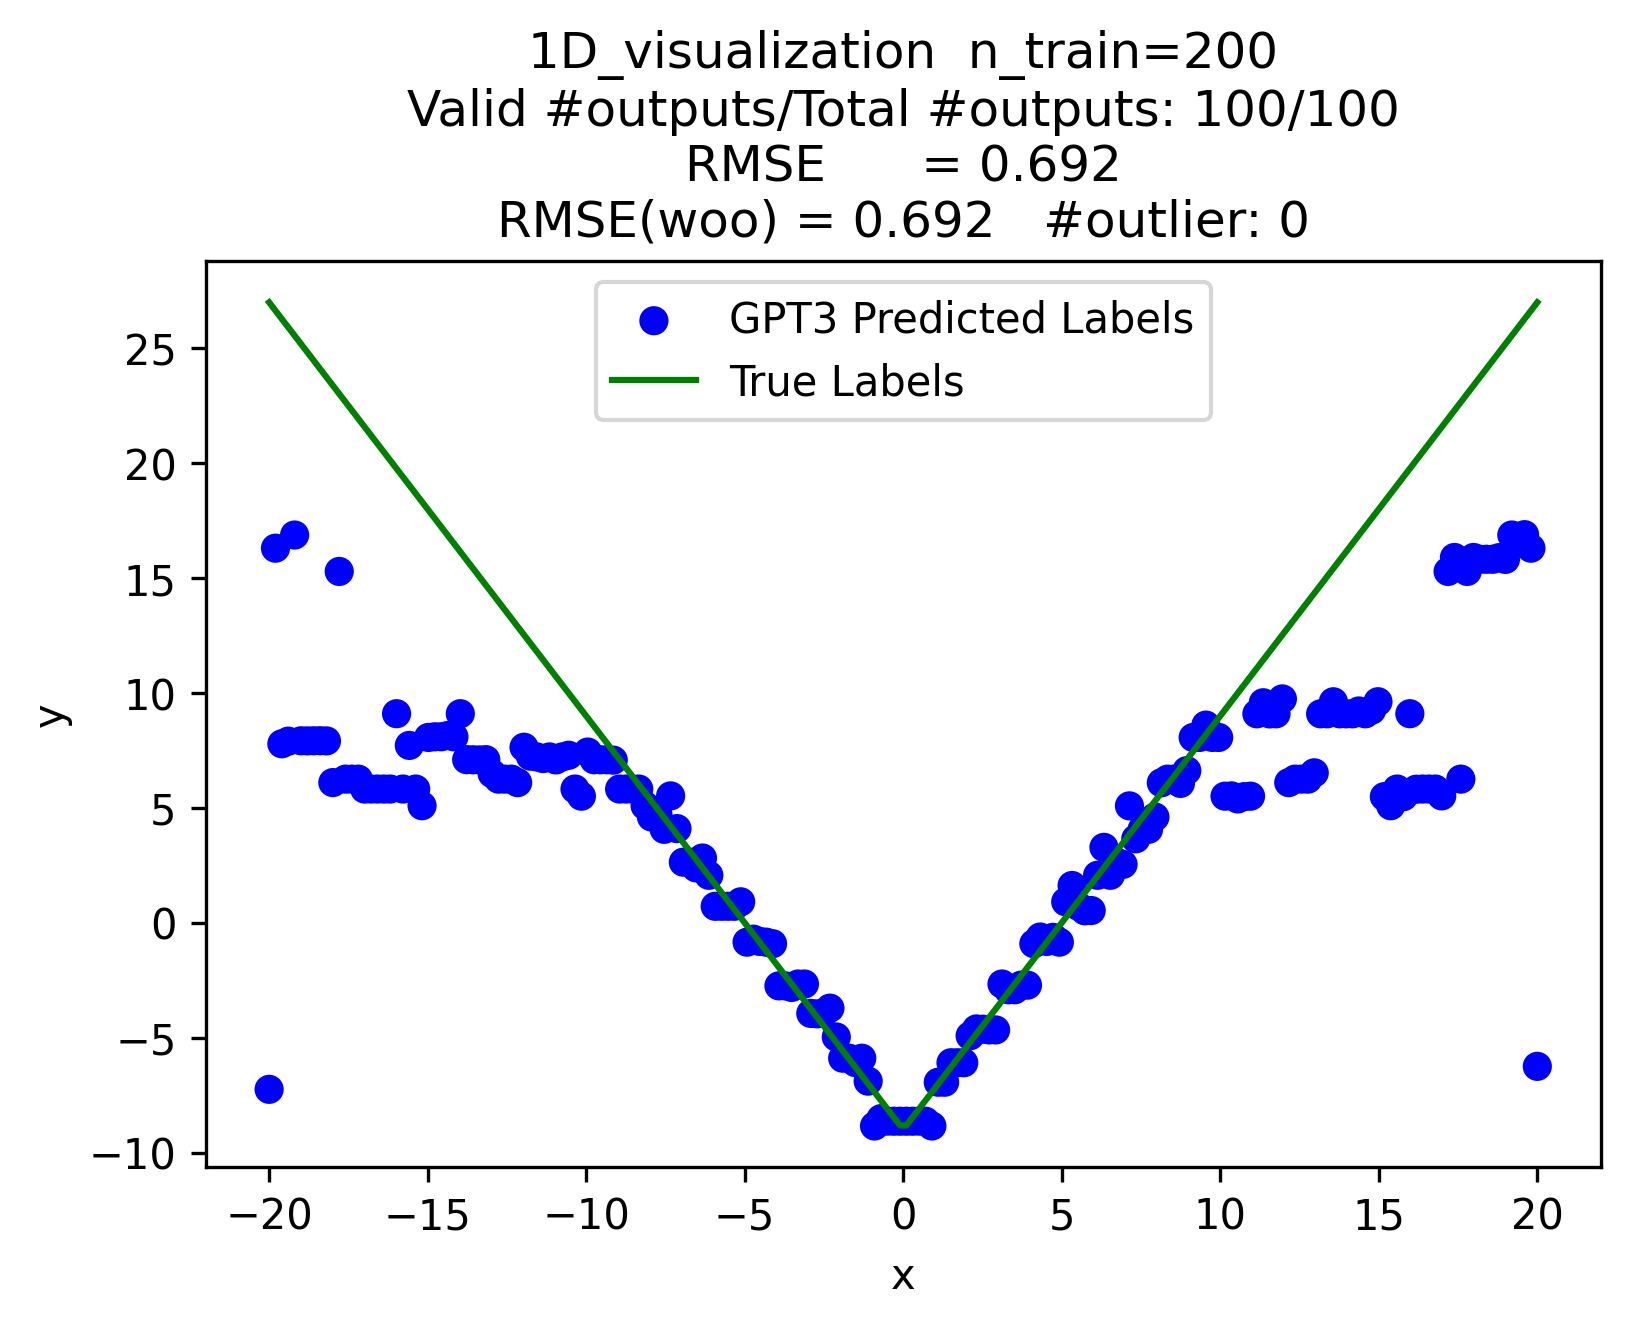 1D_visualization  n_train=200
Valid #outputs/Total #outputs: 100/100
RMSE      = 0.692
RMSE(woo) = 0.692   #outlier: 0
GPT3 Predicted Labels
True Labels
25
20
15
10
5
0
−5
−10
y
−20
−15
−10
−5
0
5
10
15
20
x